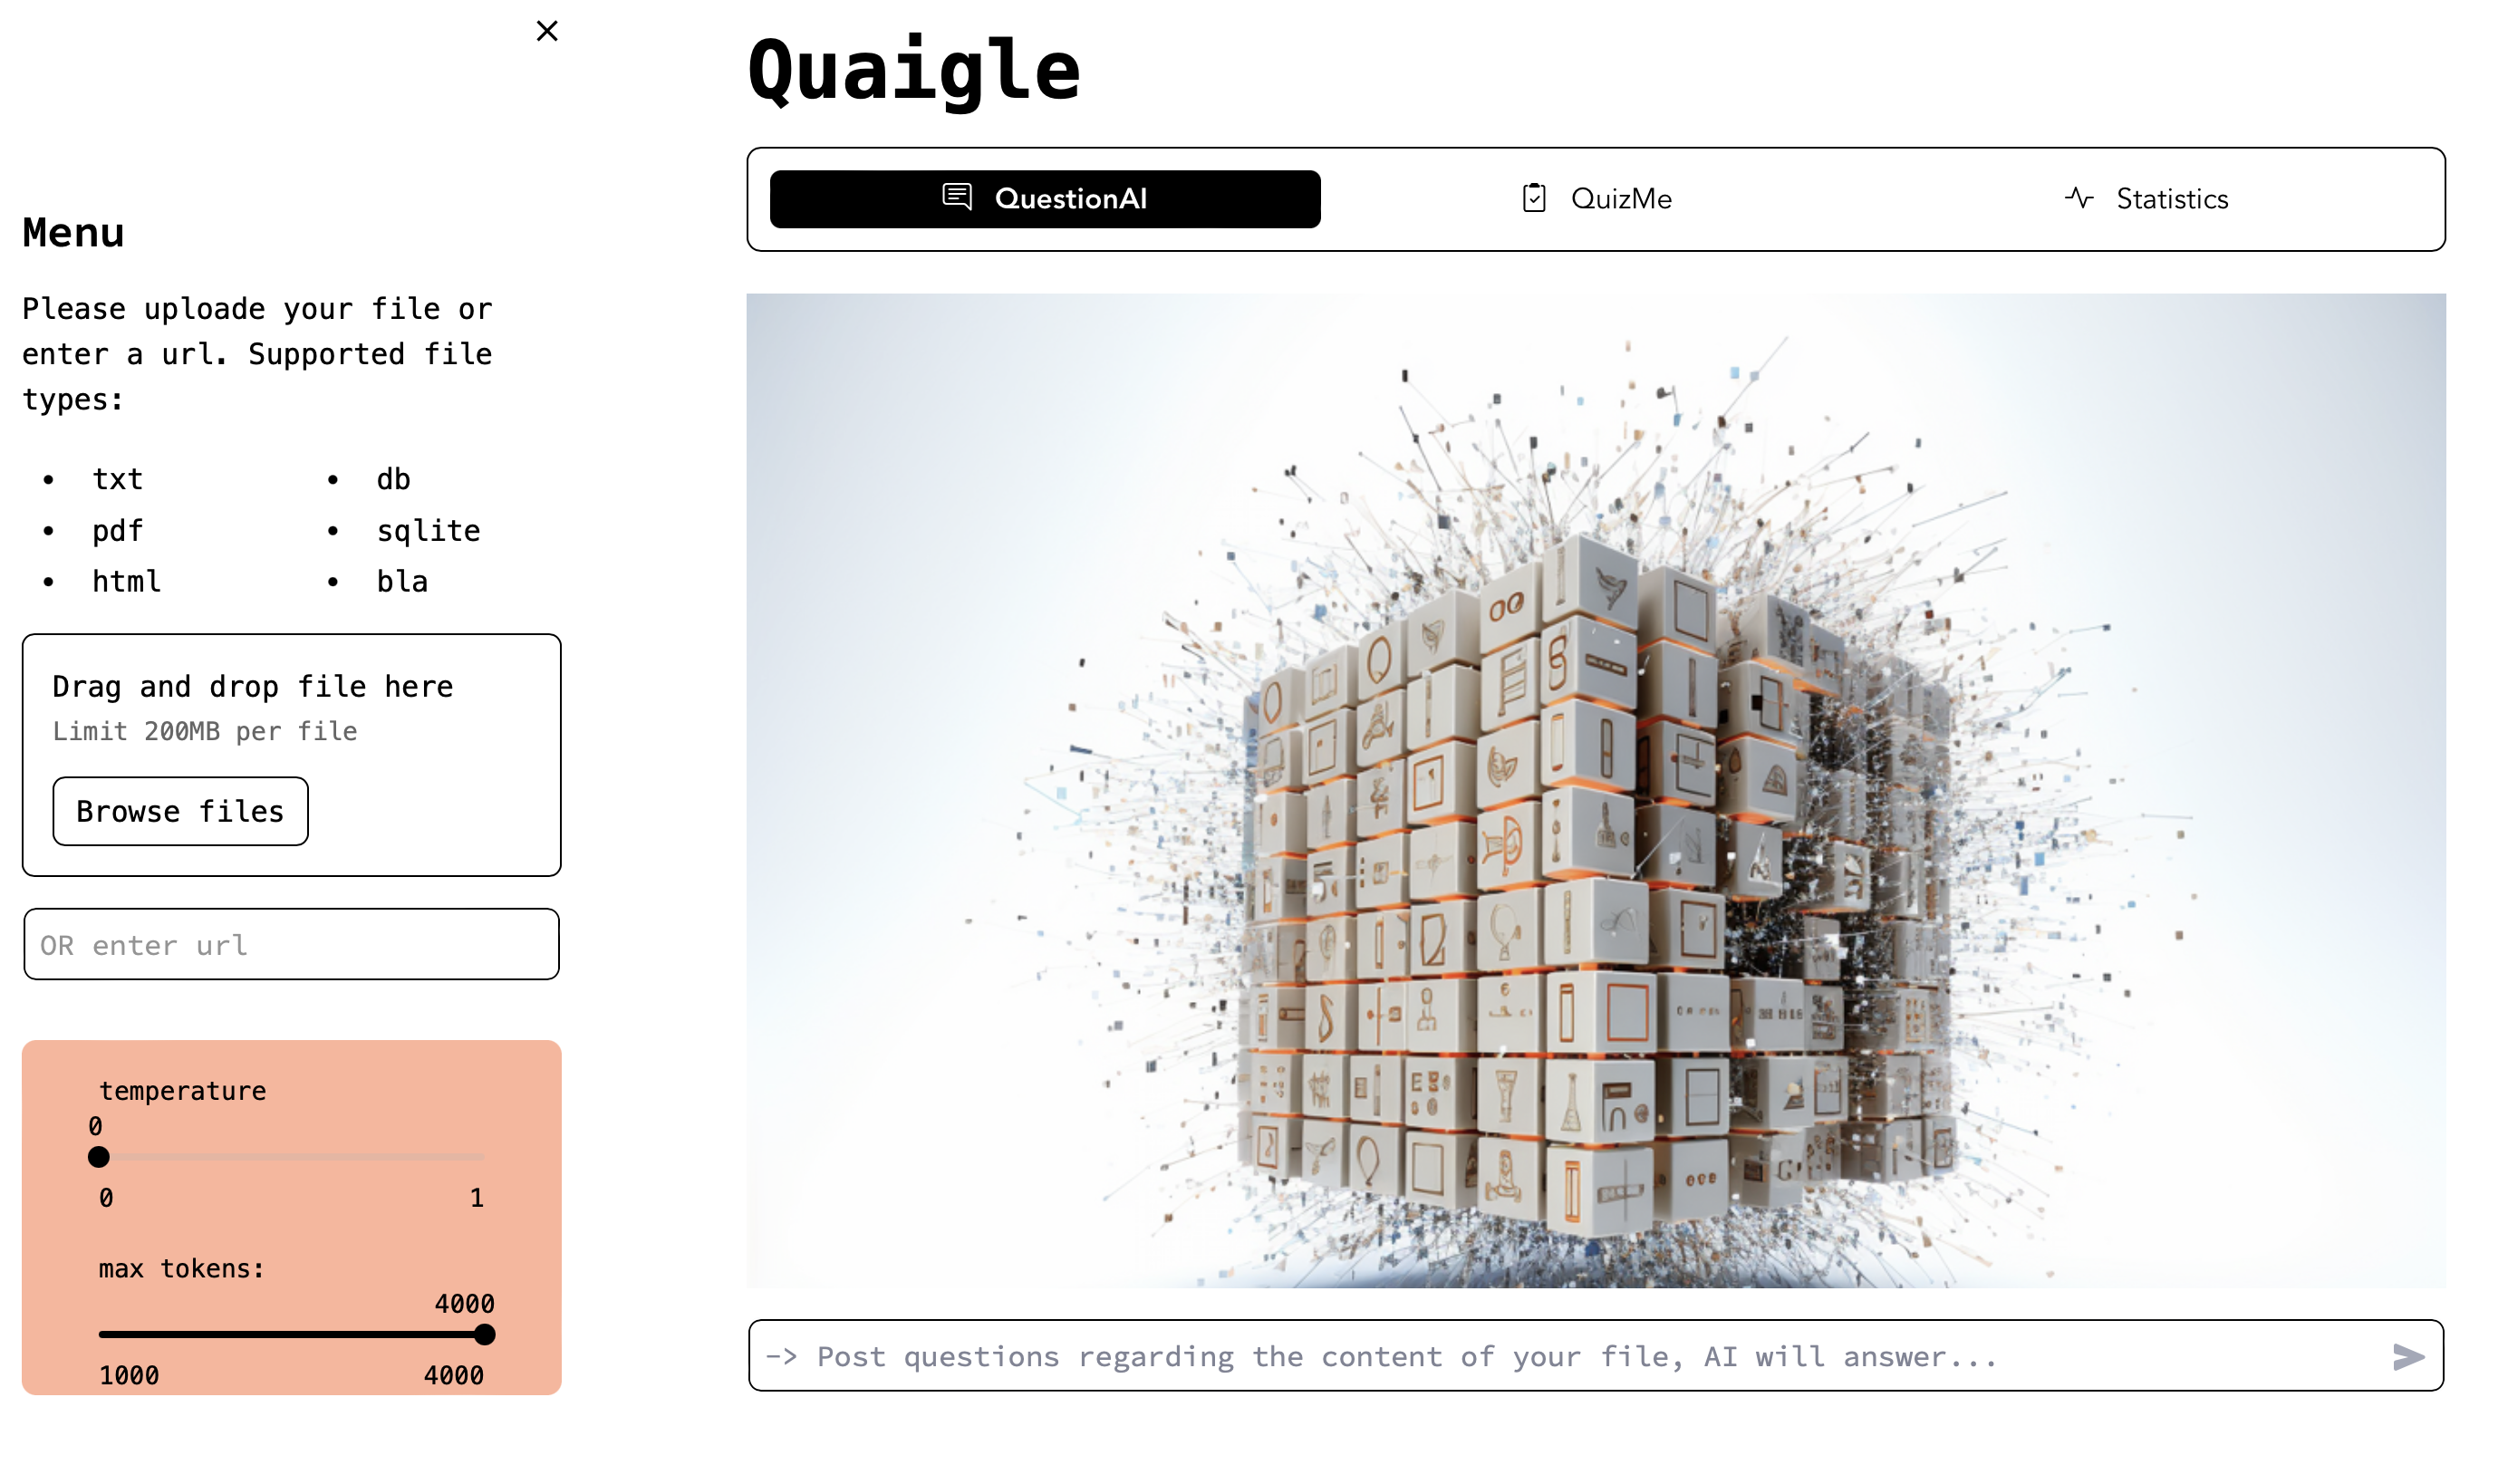 Menu
Please uploade your file or
enter a url. Supported file
types:
txt
pdf
html
db
sqlite
bla
Drag and drop file here
Limit 200MB per file
Browse files
OR enter url
temperature
0
0 1
max tokens:
4000
1000 4000
Quaigle
QuestionAI QuizMe Statistics
-> Post questions regarding the content of your file, AI will answer...